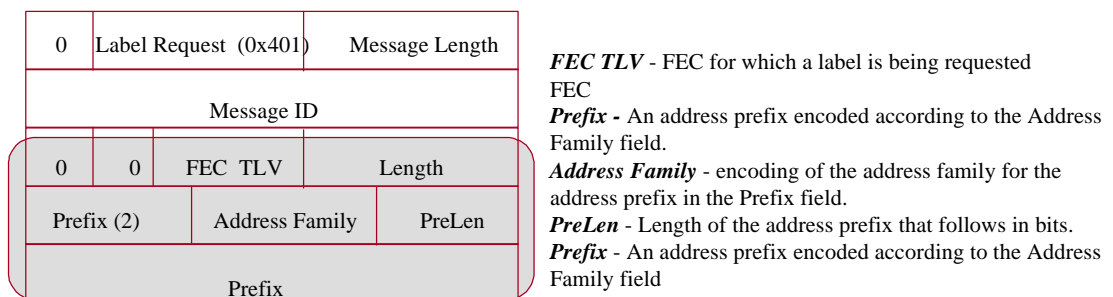 0 Label Request (0x401) Message Length
Message ID
0 0 FEC TLV Length
Prefix (2) Address Family PreLen
Prefix
FEC TLV - FEC for which a label is being requested
FEC
Prefix - An address prefix encoded according to the Address
Family field.
Address Family - encoding of the address family for the
address prefix in the Prefix field.
PreLen - Length of the address prefix that follows in bits.
Prefix - An address prefix encoded according to the Address
Family field